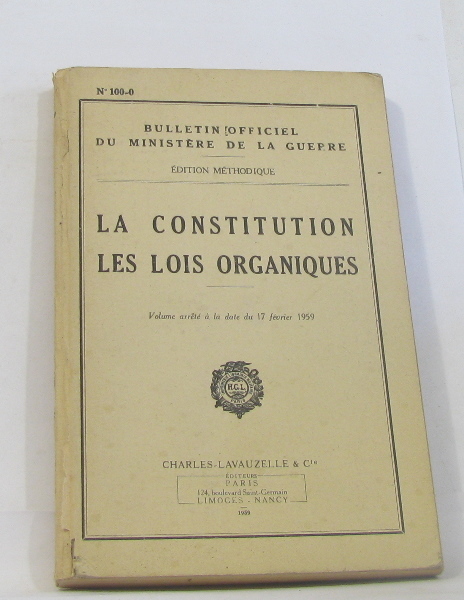 N° 100-0
BULLETIN OFFICIEL
DU MINISTÈRE DE LA GUERRE
ÉDITION MÉTHODIQUE
LA CONSTITUTION
LES LOIS ORGANIQUES
Volume arrêté à la date du 17 février 1959
H.C.L.
CHARLES-LAVAUZELLE & Cie
ÉDITEURS
PARIS
124, boulevard Saint-Germain
LIMOGES - NANCY
1959